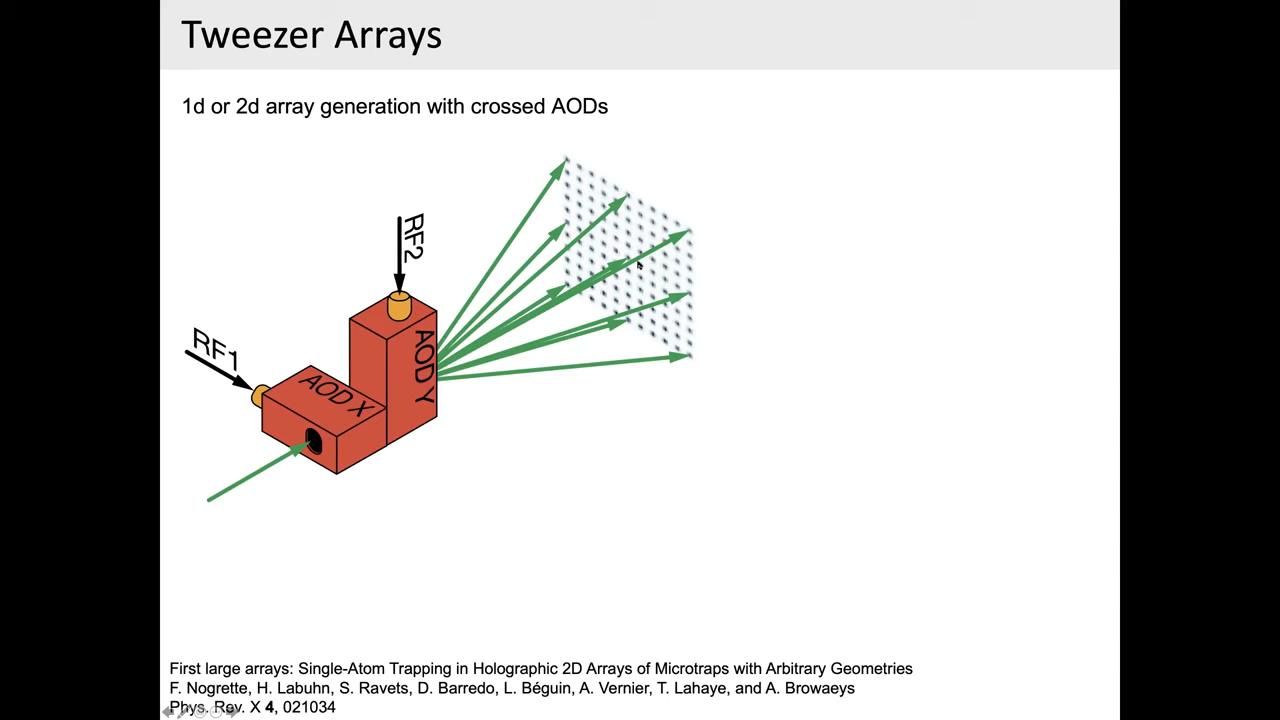 Tweezer Arrays
1d or 2d array generation with crossed AODs
RF2
RF1
AOD X
AOD Y
First large arrays: Single-Atom Trapping in Holographic 2D Arrays of Microtraps with Arbitrary Geometries
F. Nogrette, H. Labuhn, S. Ravets, D. Barredo, L. Béguin, A. Vernier, T. Lahaye, and A. Browaeys
Phys. Rev. X 4, 021034